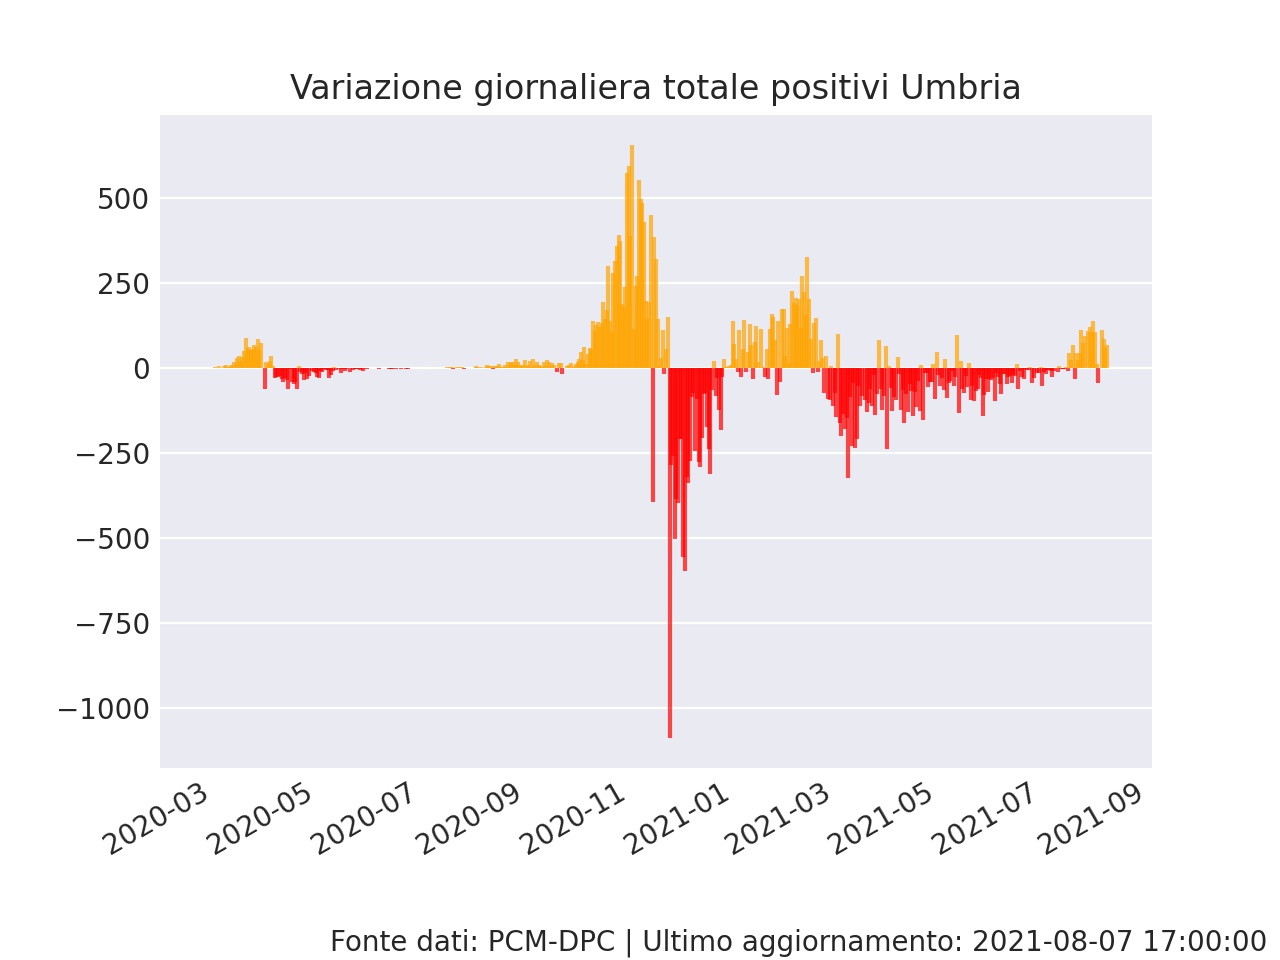 Variazione giornaliera totale positivi Umbria
500
250
0
−250
−500
−750
−1000
2020-03 2020-05 2020-07 2020-09 2020-11 2021-01 2021-03 2021-05 2021-07 2021-09
Fonte dati: PCM-DPC | Ultimo aggiornamento: 2021-08-07 17:00:00